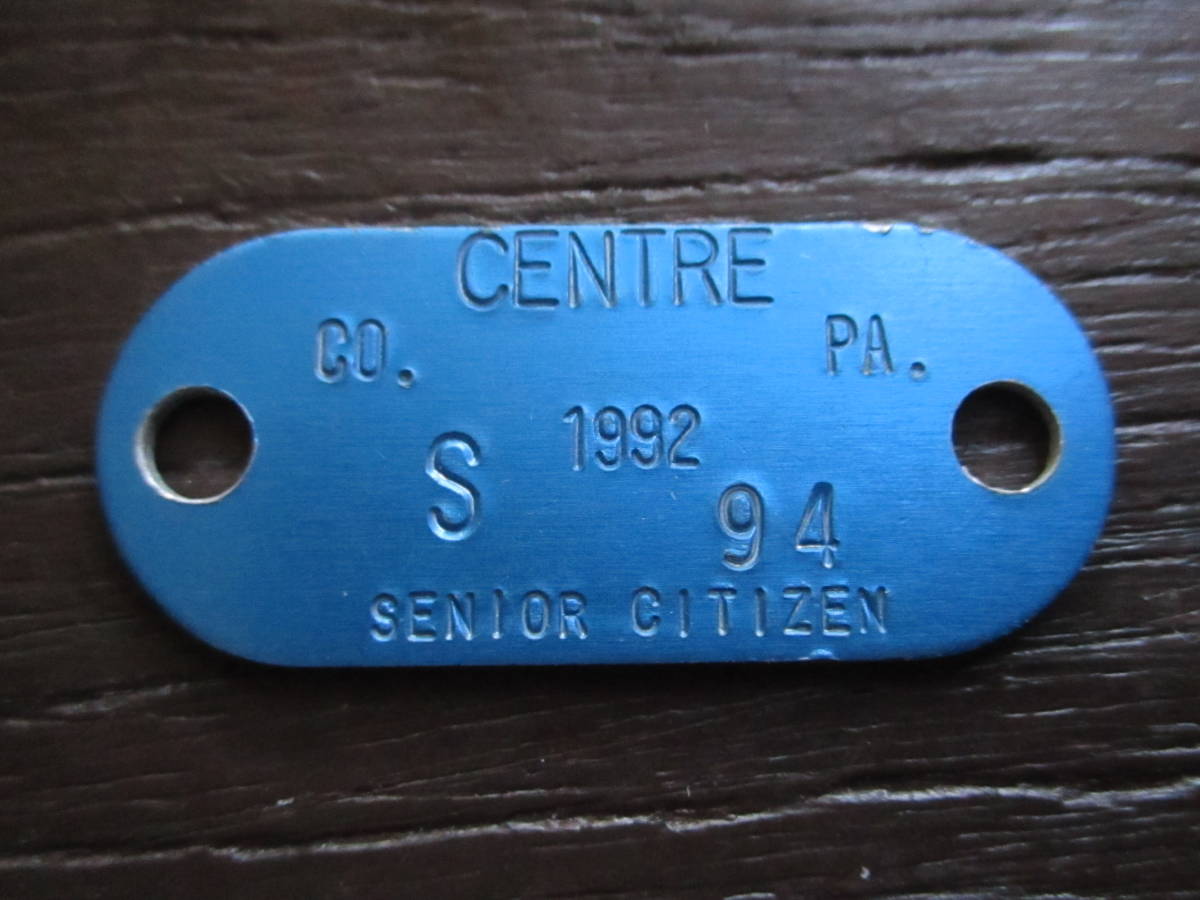 CENTRE
CO. PA.
1992
S 94
SENIOR CITIZEN